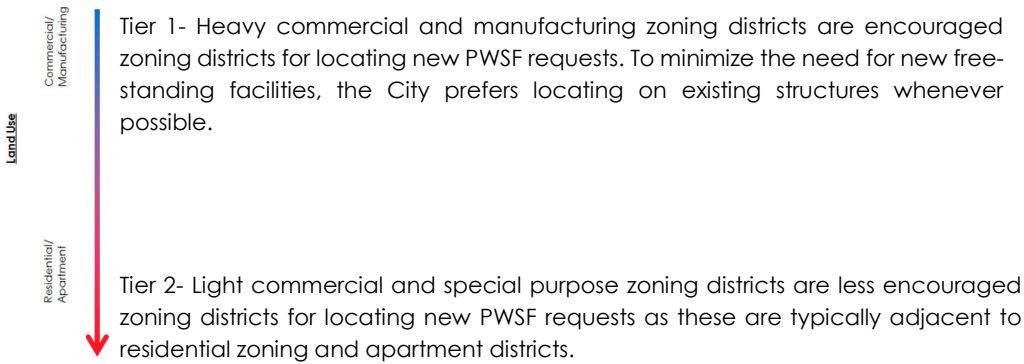 Land Use
Commercial/
Manufacturing
Tier 1- Heavy commercial and manufacturing zoning districts are encouraged
zoning districts for locating new PWSF requests. To minimize the need for new free-
standing facilities, the City prefers locating on existing structures whenever
possible.
Residential/
Apartment
Tier 2- Light commercial and special purpose zoning districts are less encouraged
zoning districts for locating new PWSF requests as these are typically adjacent to
residential zoning and apartment districts.